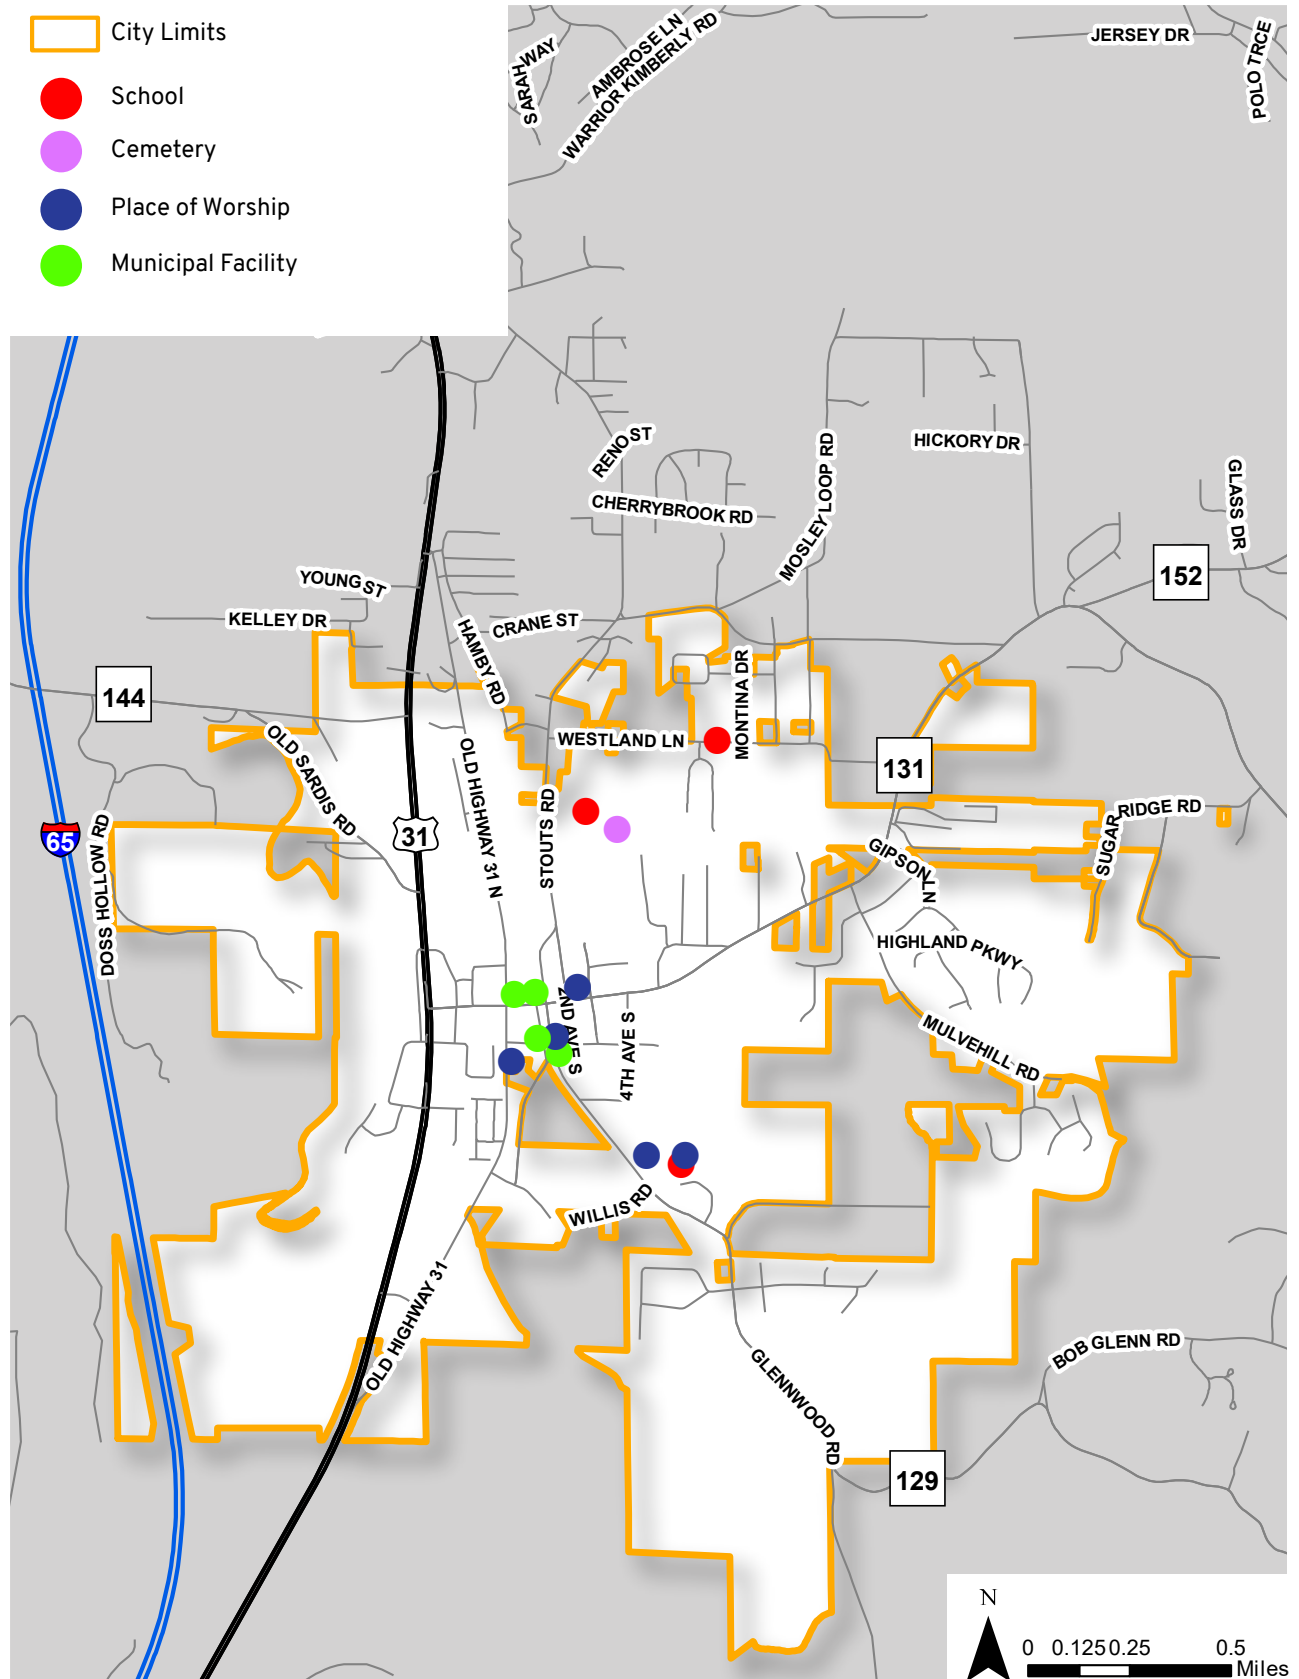 City Limits
School
Cemetery
Place of Worship
Municipal Facility
SARAH WAY
AMBROSE LN
WARRIOR KIMBERLY RD
JERSEY DR
POLO TRCE
RENO ST
CHERRYBROOK RD
MOSLEY LOOP RD
HICKORY DR
GLASS DR
152
YOUNG ST
KELLEY DR
CRANE ST
HAMBY RD
144
MONTINA DR
WESTLAND LN
OLD SARDIS RD
OLD HIGHWAY 31 N
STOUTS RD
131
SUGAR RIDGE RD
65
31
DOSS HOLLOW RD
GIPSON LN
HIGHLAND PKWY
2ND AVE S
4TH AVE S
MULVEHILL RD
WILLIS RD
OLD HIGHWAY 31
GLENNWOOD RD
BOB GLENN RD
129
N
0 0.125 0.25 0.5
Miles